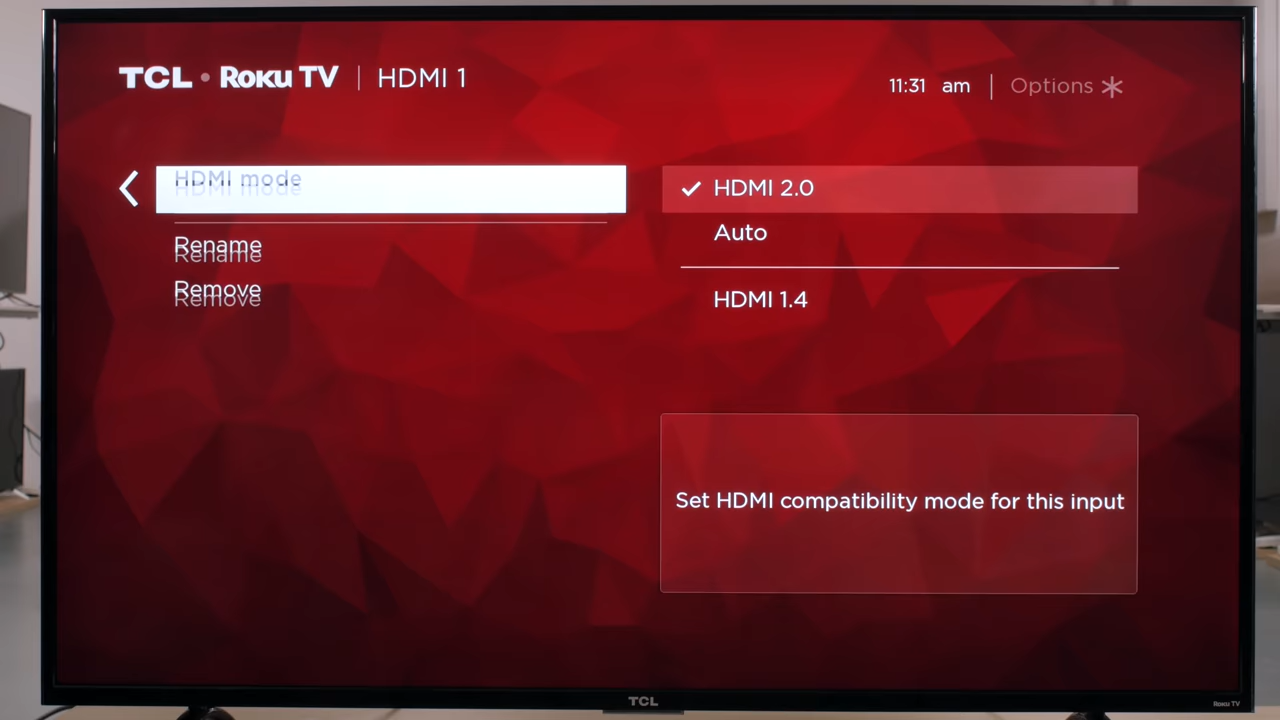 TCL • Roku TV | HDMI 1
11:31 am | Options
HDMI mode
Rename
Remove
HDMI 2.0
Auto
HDMI 1.4
Set HDMI compatibility mode for this input
TCL
Roku TV